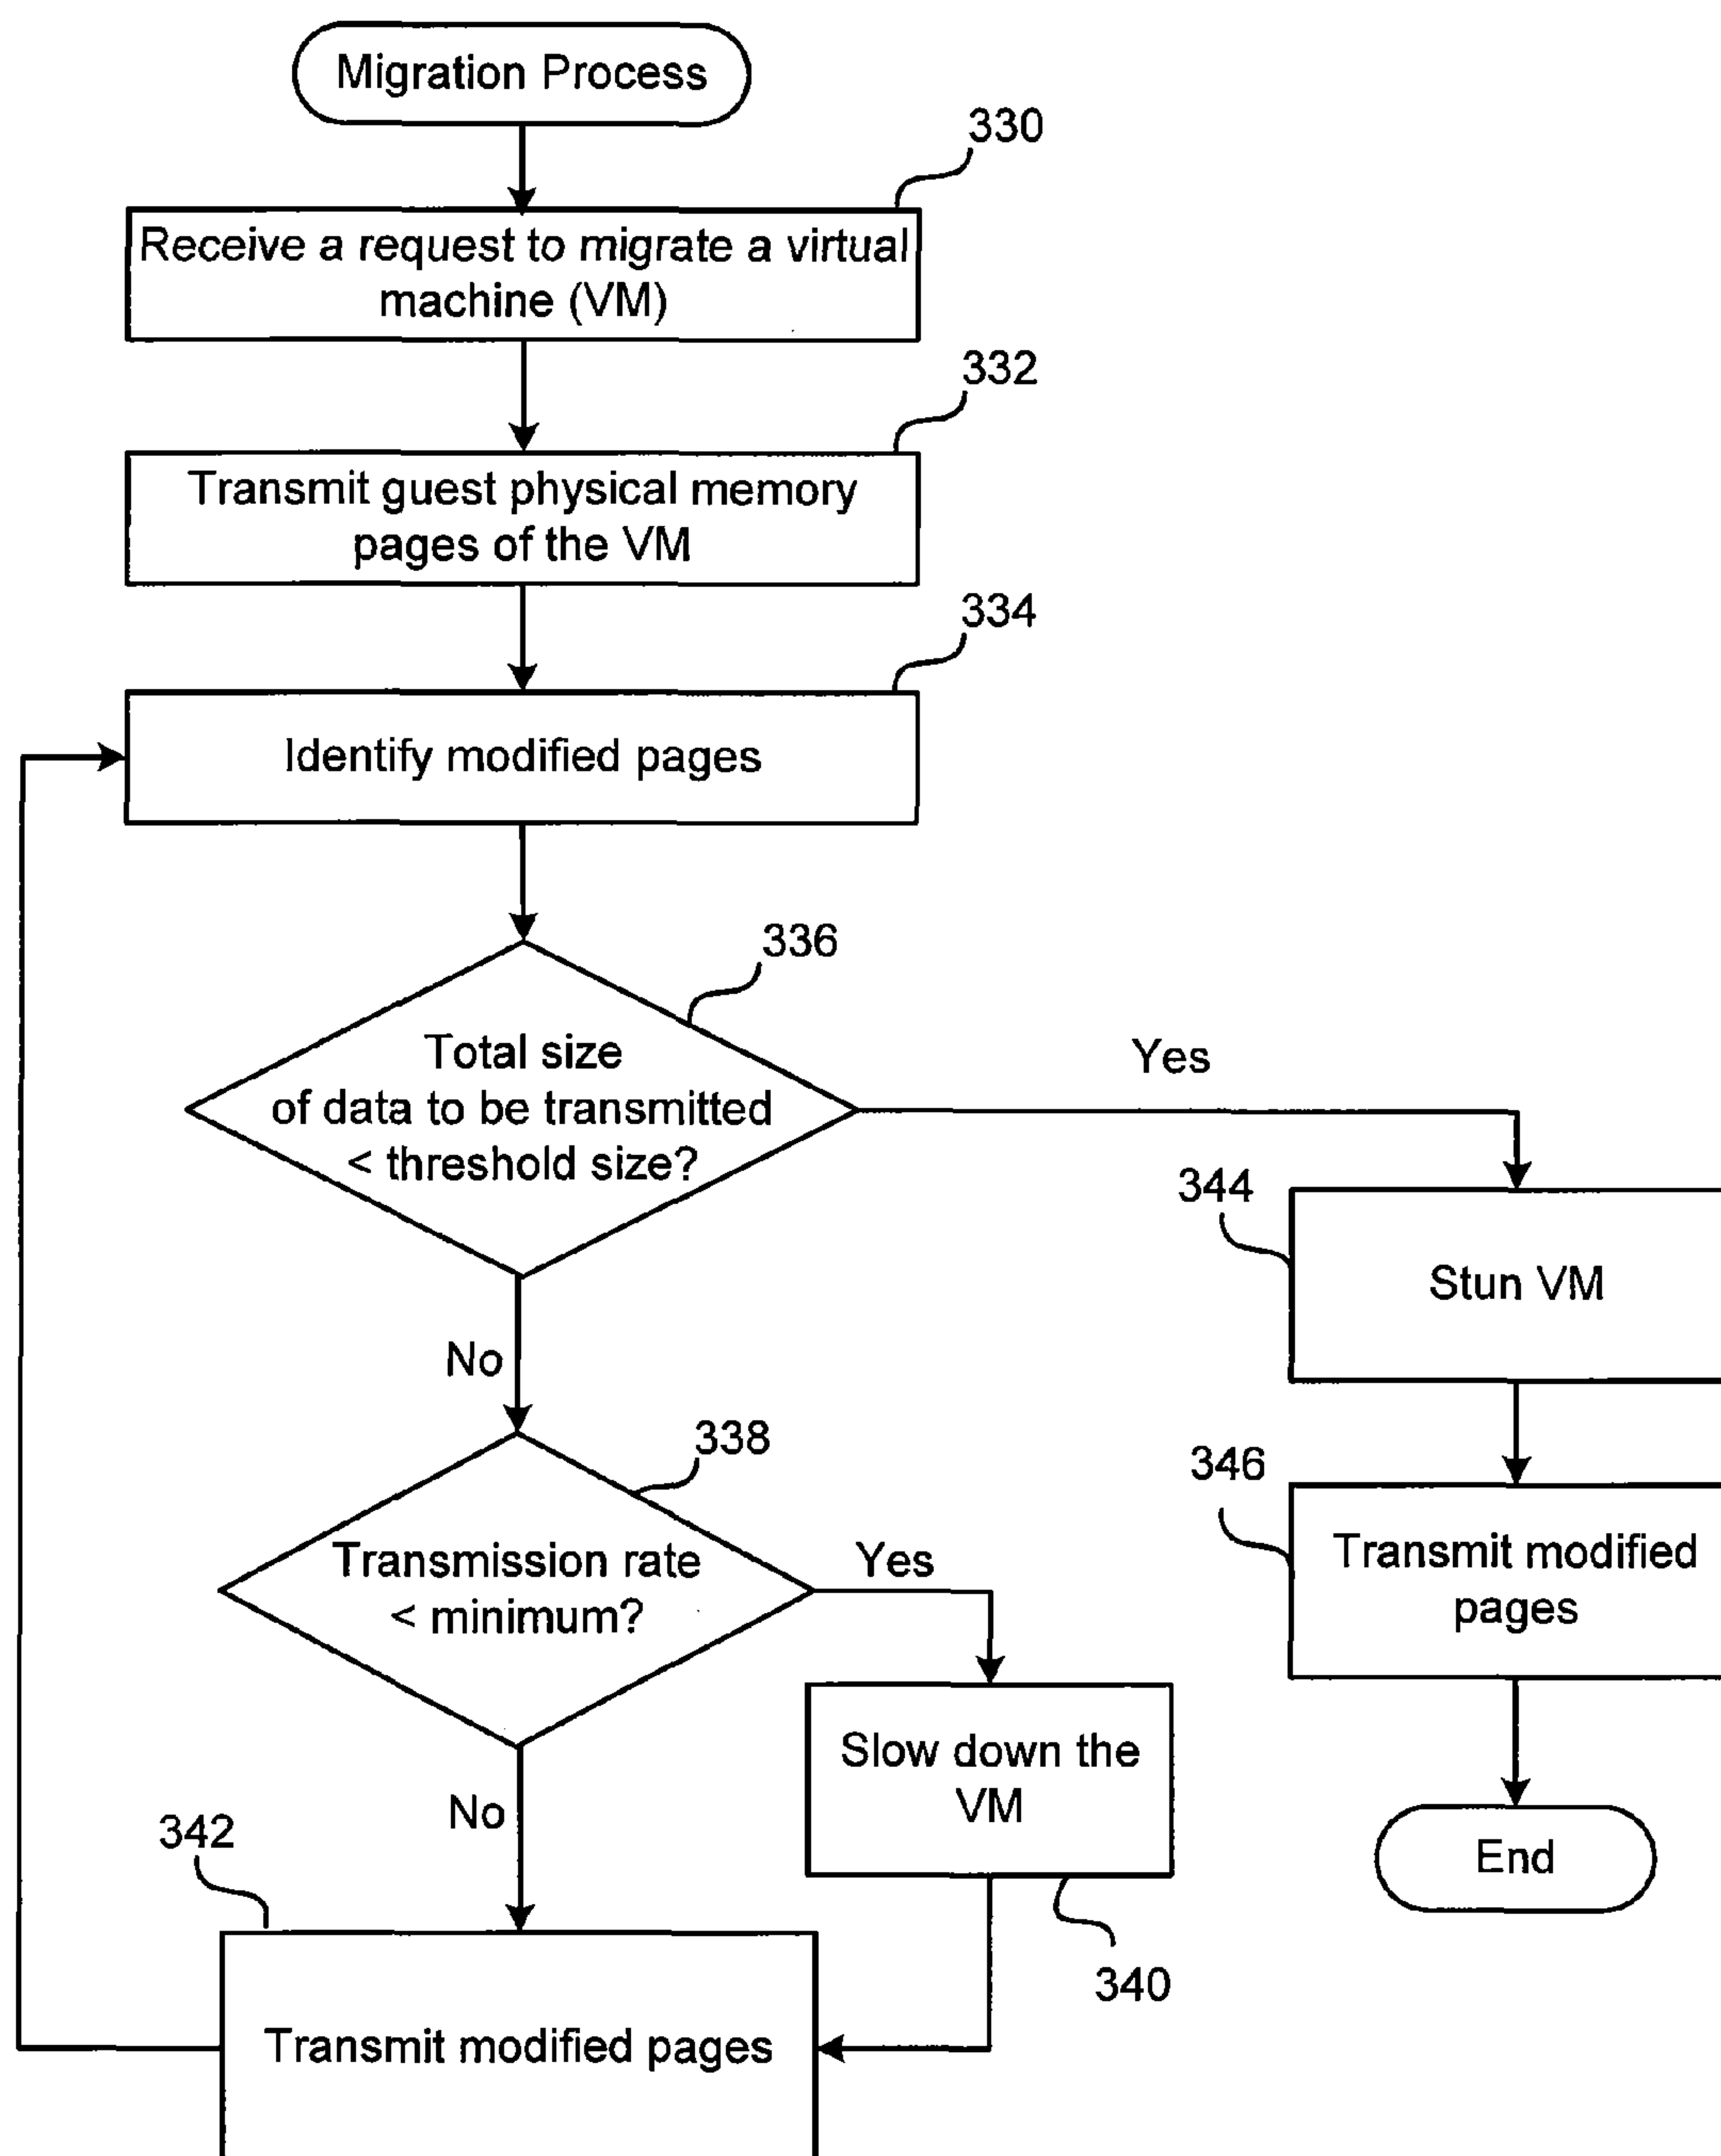 Migration Process
330
Receive a request to migrate a virtual
machine (VM)
332
Transmit guest physical memory
pages of the VM
334
Identify modified pages
336
Total size
of data to be transmitted
< threshold size?
Yes
344
Stun VM
No
338
346
Transmission rate
< minimum?
Yes
Transmit modified
pages
Slow down the
VM
No
342
End
340
Transmit modified pages